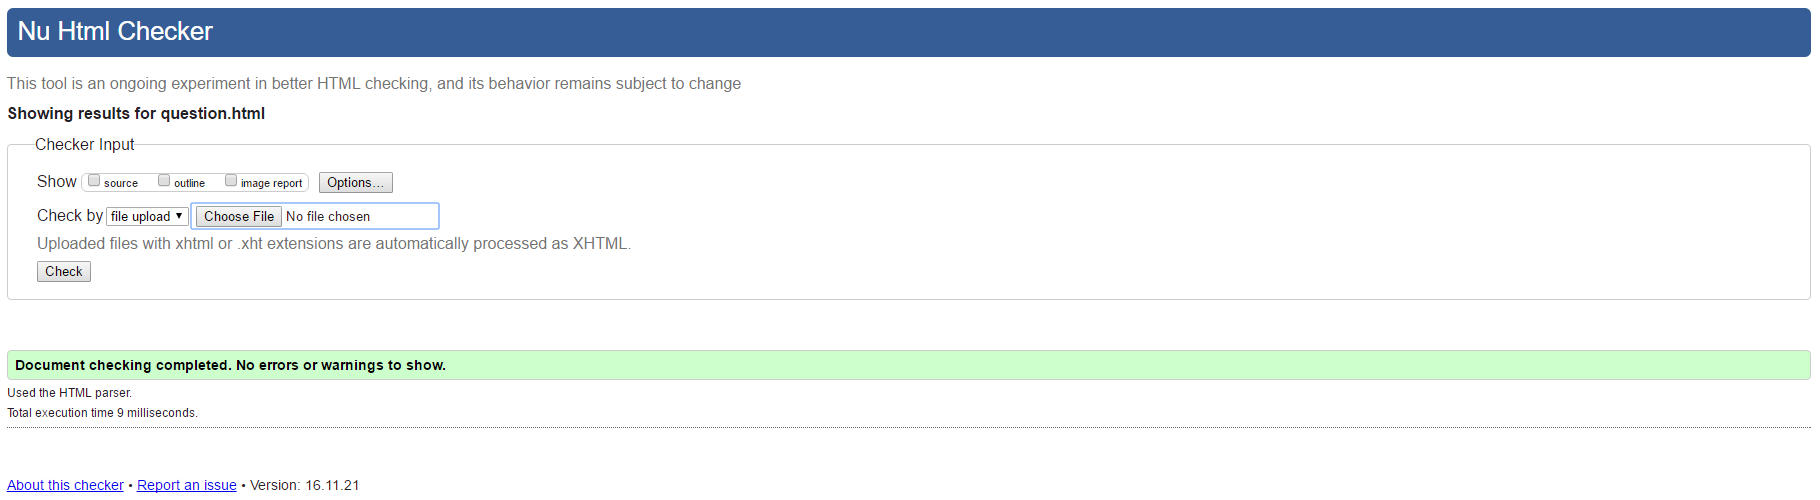 Nu Html Checker
This tool is an ongoing experiment in better HTML checking, and its behavior remains subject to change
Showing results for question.html
Checker Input
Show source outline image report Options...
Check by file upload Choose File No file chosen
Uploaded files with xhtml or .xht extensions are automatically processed as XHTML.
Check
Document checking completed. No errors or warnings to show.
Used the HTML parser.
Total execution time 9 milliseconds.
About this checker • Report an issue • Version: 16.11.21